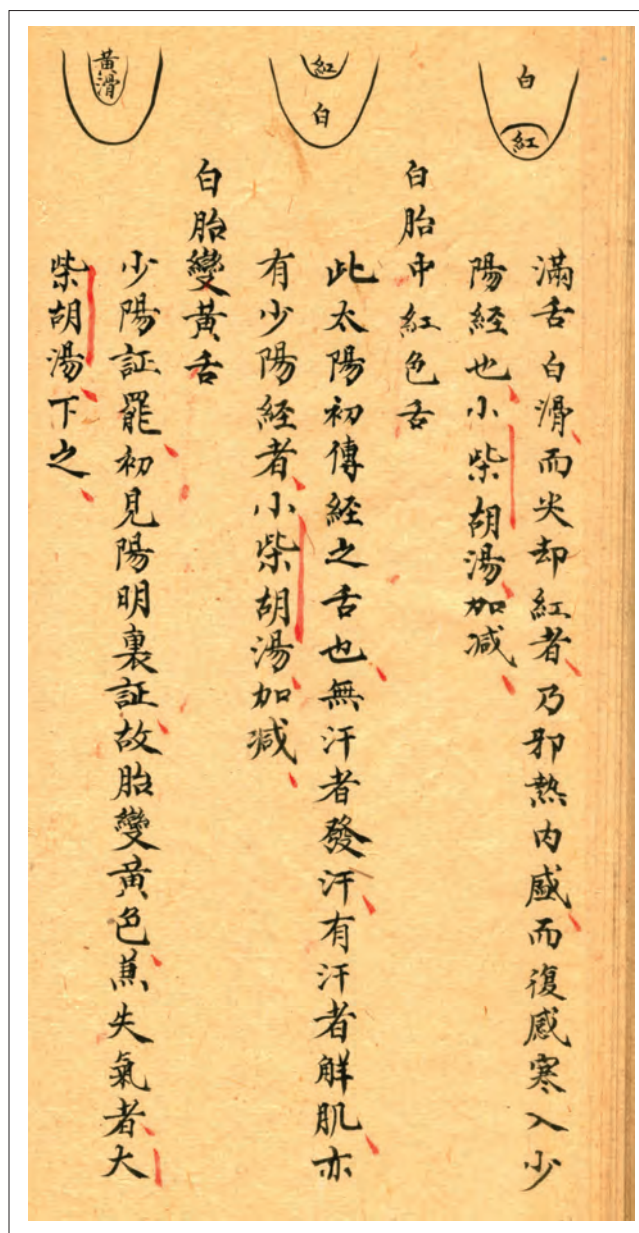 白
紅
滿舌白滑而尖却紅者乃邪熱内盛而復感寒入少
陽經也小柴胡湯加减
紅
白
白胎中紅色舌
此太陽初傳經之舌也無汗者發汗有汗者解肌亦
有少陽經者小柴胡湯加减
黃滑
白胎變黃舌
少陽証罷初見陽明裏証故胎變黃色蒸失氣者大
柴胡湯下之